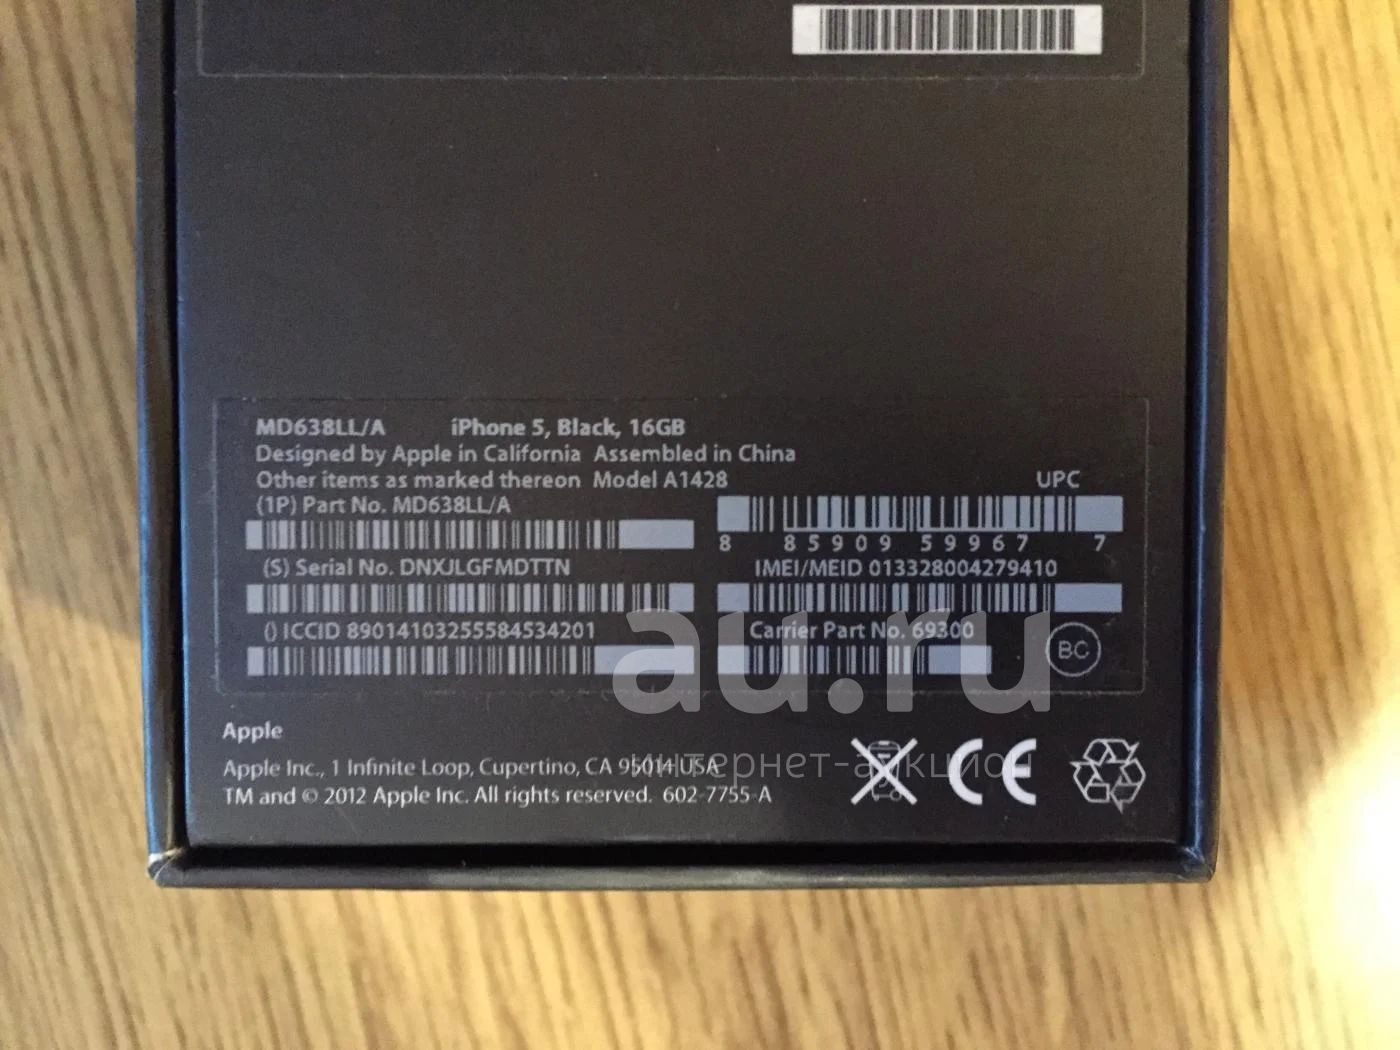 MD638LL/A iPhone 5, Black, 16GB
Designed by Apple in California Assembled in China
Other items as marked thereon Model A1428
UPC
(1P) Part No. MD638LL/A
8 85909 59967 7
(S) Serial No. DNXJLGFMDTTN
IMEI/MEID 013328004279410
() ICCID 89014103255584534201
Carrier Part No. 69300
BC
au.ru
интернет-аукцион
Apple
Apple Inc., 1 Infinite Loop, Cupertino, CA 95014 USA
TM and © 2012 Apple Inc. All rights reserved. 602-7755-A
CE